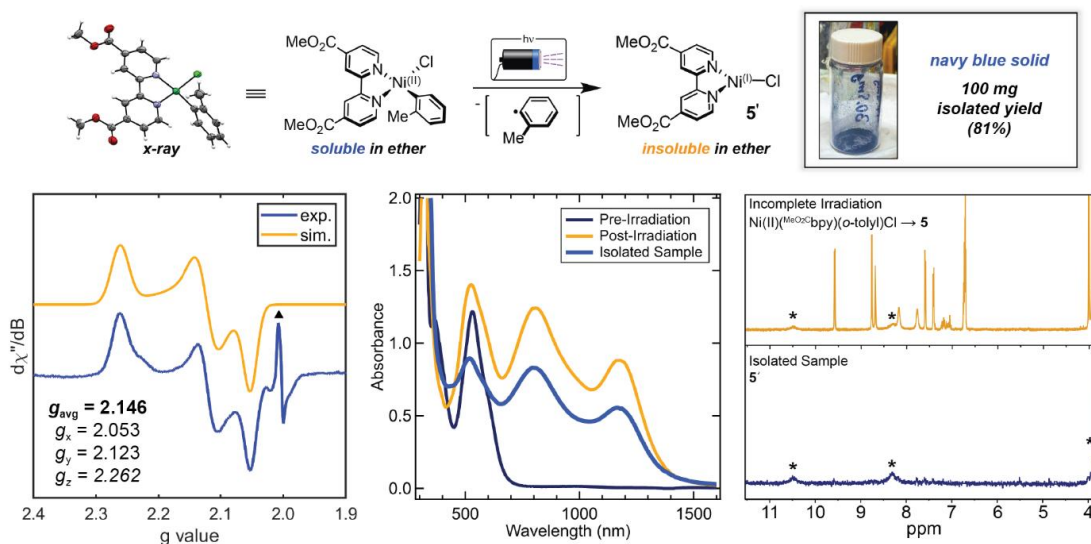 MeO₂C
MeO₂C
N
N
Ni(II)
Cl
Me
x-ray
≡
soluble in ether
hν
-
Me
MeO₂C
MeO₂C
N
N
Ni(I)
Cl
5'
insoluble in ether
navy blue solid
100 mg
isolated yield
(81%)
exp.
sim.
▲
dχ"/dB
g_avg = 2.146
g_x = 2.053
g_y = 2.123
g_z = 2.262
2.4 2.3 2.2 2.1 2.0 1.9
g value
Absorbance
2.0
1.5
1.0
0.5
0.0
Pre-Irradiation
Post-Irradiation
Isolated Sample
500 1000 1500
Wavelength (nm)
Incomplete Irradiation
Ni(II)(MeO₂Cbpy)(o-tolyl)Cl → 5
* *
Isolated Sample
5'
* * *
11 10 9 8 7 6 5 4
ppm